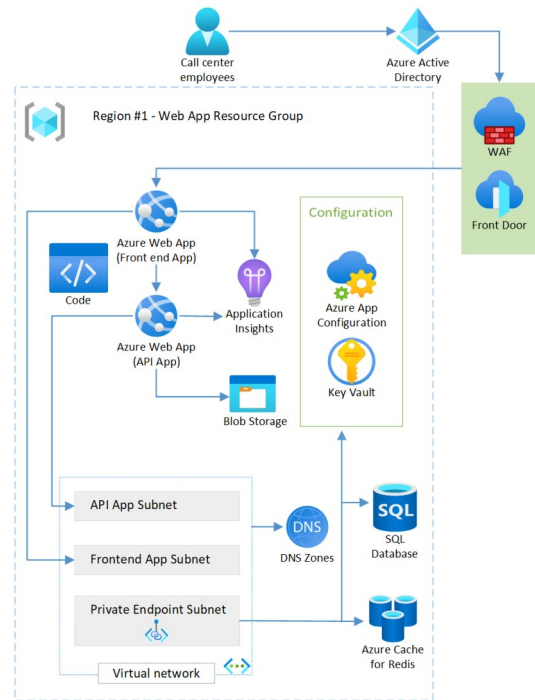 Call center
employees
Azure Active
Directory
Region #1 - Web App Resource Group
WAF
Front Door
Azure Web App
(Front end App)
Configuration
Code
Application
Insights
Azure App
Configuration
Azure Web App
(API App)
Key Vault
Blob Storage
API App Subnet
SQL
SQL
Database
DNS
DNS Zones
Frontend App Subnet
Private Endpoint Subnet
Azure Cache
for Redis
Virtual network